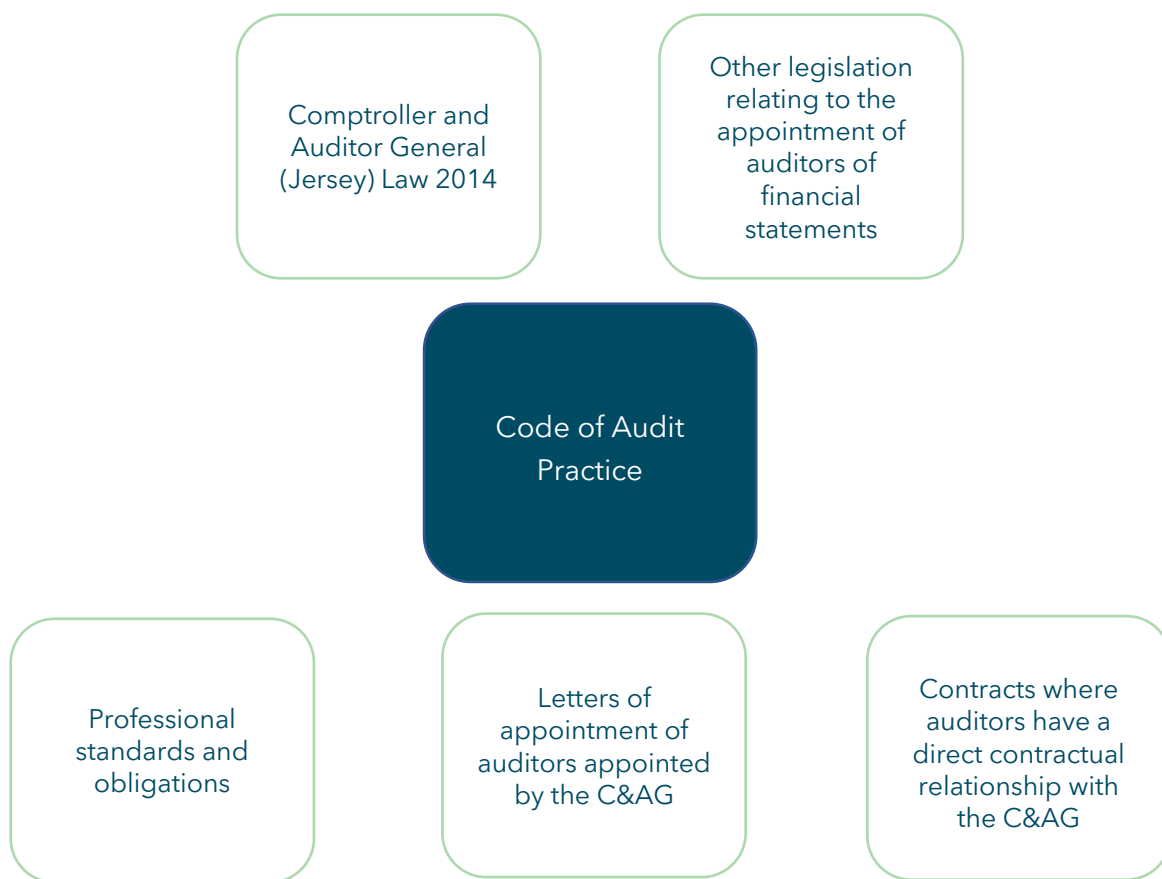 Comptroller and
Auditor General
(Jersey) Law 2014
Other legislation
relating to the
appointment of
auditors of
financial
statements
Code of Audit
Practice
Professional
standards and
obligations
Letters of
appointment of
auditors appointed
by the C&AG
Contracts where
auditors have a
direct contractual
relationship with
the C&AG